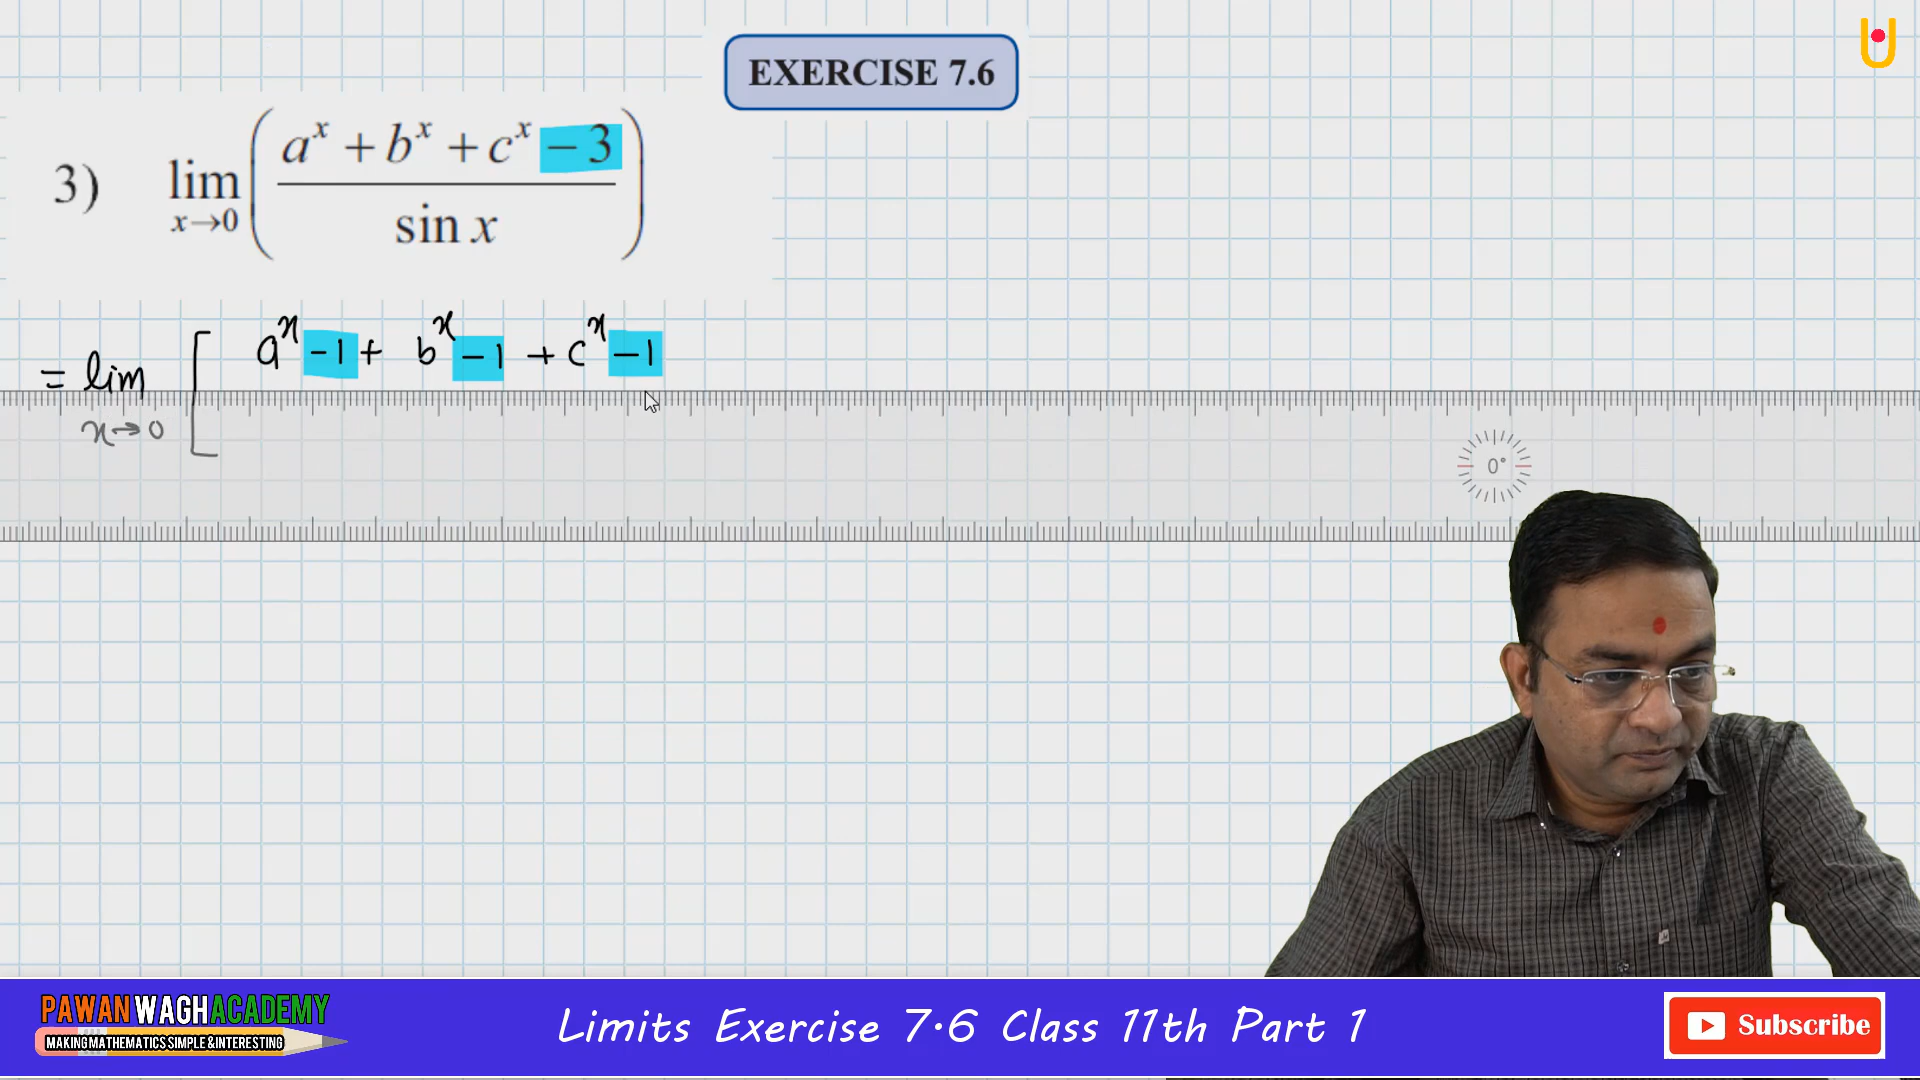 EXERCISE 7.6
3) lim x→0 ( a^x + b^x + c^x − 3 / sin x )
= lim x→0 [ a^x −1 + b^x −1 + c^x −1
0°
PAWAN WAGH ACADEMY
MAKING MATHEMATICS SIMPLE & INTERESTING
Limits Exercise 7.6 Class 11th Part 1
Subscribe